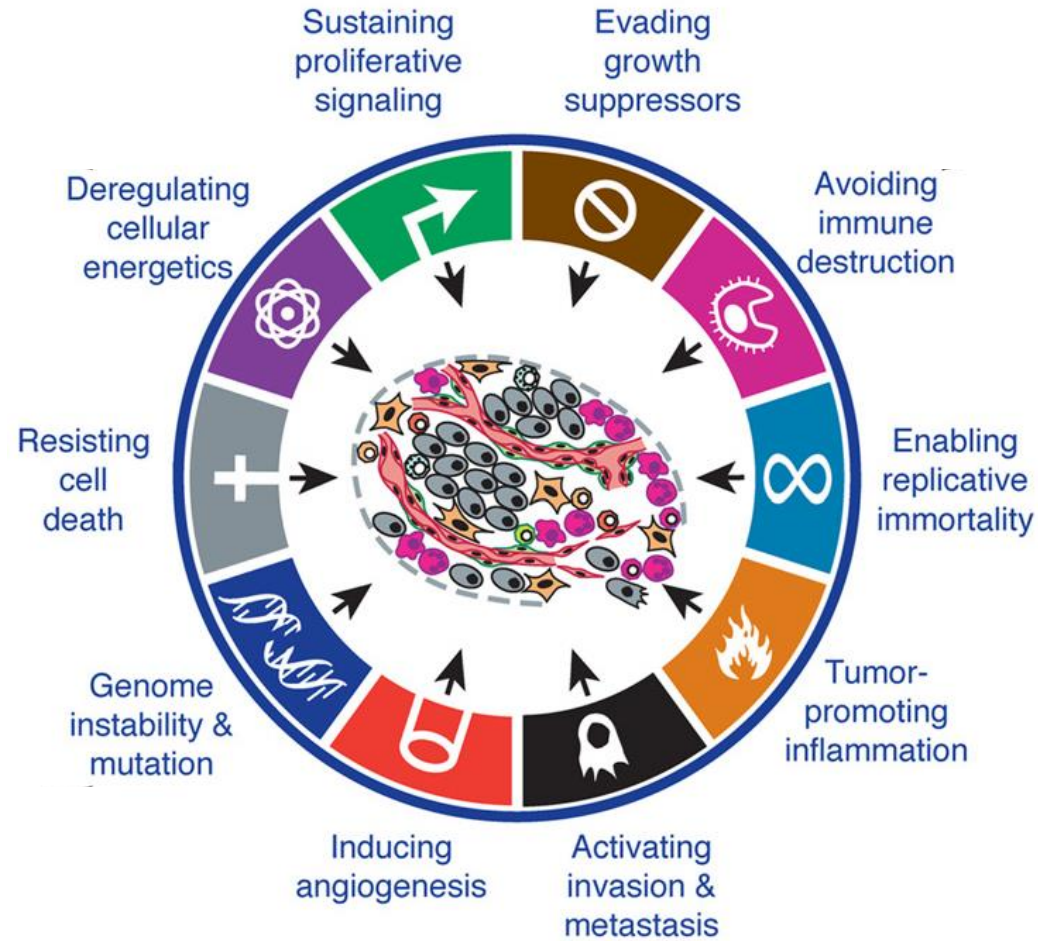 Sustaining
proliferative
signaling
Evading
growth
suppressors
Avoiding
immune
destruction
Enabling
replicative
immortality
Tumor-
promoting
inflammation
Activating
invasion &
metastasis
Inducing
angiogenesis
Genome
instability &
mutation
Resisting
cell
death
Deregulating
cellular
energetics